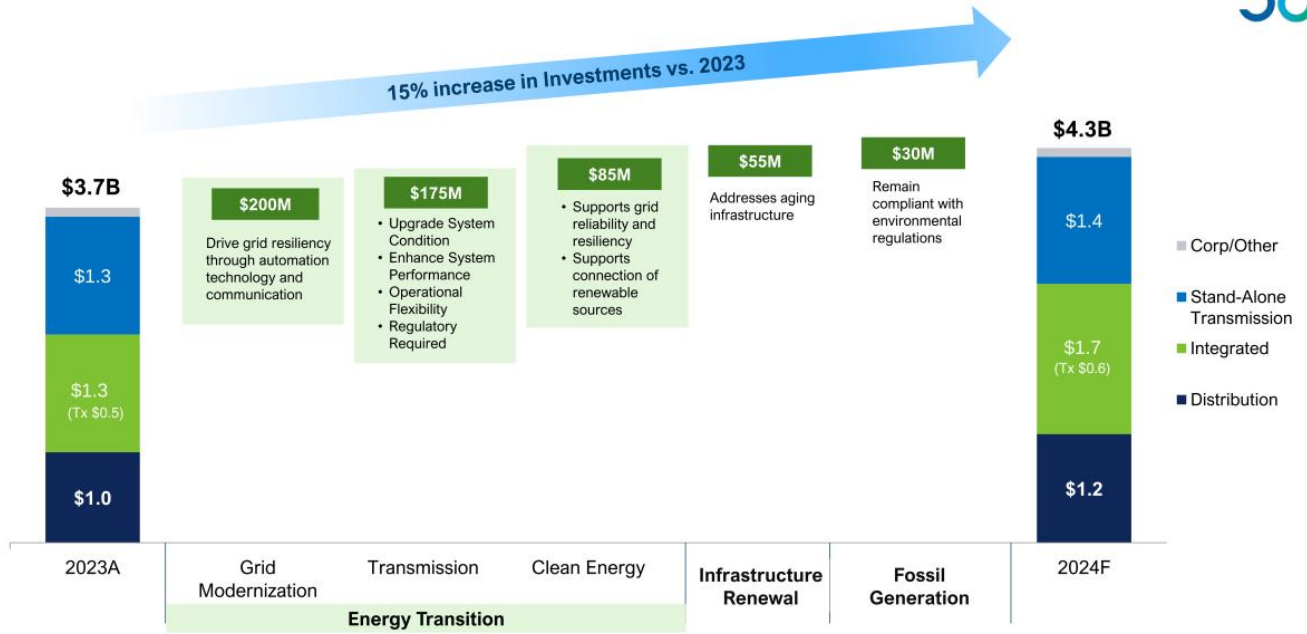 15% increase in Investments vs. 2023
$3.7B
$1.3
$1.3
(Tx $0.5)
$1.0
$200M
Drive grid resiliency
through automation
technology and
communication
$175M
• Upgrade System
Condition
• Enhance System
Performance
• Operational
Flexibility
• Regulatory
Required
$85M
• Supports grid
reliability and
resiliency
• Supports
connection of
renewable
sources
$55M
Addresses aging
infrastructure
$30M
Remain
compliant with
environmental
regulations
$4.3B
$1.4
$1.7
(Tx $0.6)
$1.2
Corp/Other
Stand-Alone
Transmission
Integrated
Distribution
2023A
Grid
Modernization
Transmission
Clean Energy
Energy Transition
Infrastructure
Renewal
Fossil
Generation
2024F